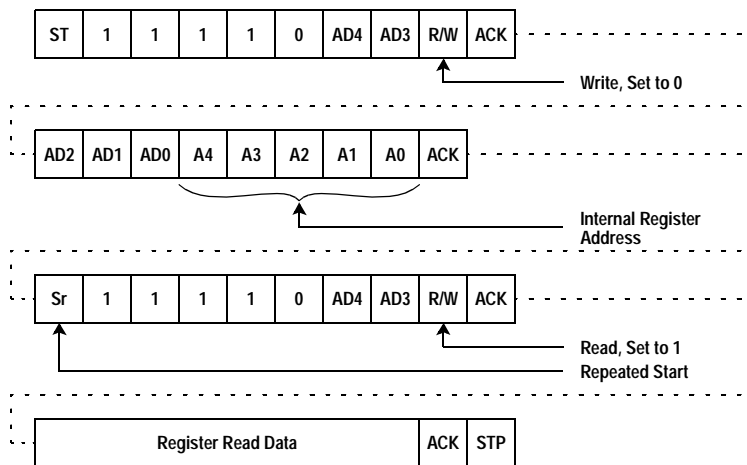 ST 1 1 1 1 0 AD4 AD3 R/W ACK
Write, Set to 0
AD2 AD1 AD0 A4 A3 A2 A1 A0 ACK
Internal Register
Address
Sr 1 1 1 1 0 AD4 AD3 R/W ACK
Read, Set to 1
Repeated Start
Register Read Data ACK STP